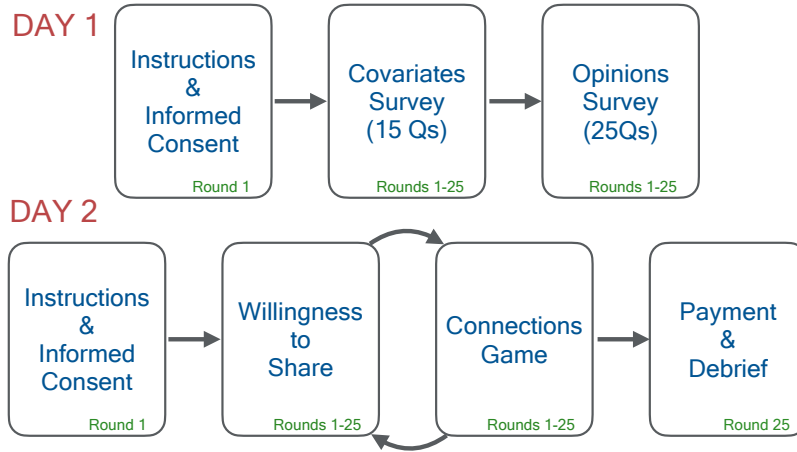 DAY 1
Instructions
&
Informed
Consent
Round 1
Covariates
Survey
(15 Qs)
Rounds 1-25
Opinions
Survey
(25Qs)
Rounds 1-25
DAY 2
Instructions
&
Informed
Consent
Round 1
Willingness
to
Share
Rounds 1-25
Connections
Game
Rounds 1-25
Payment
&
Debrief
Round 25